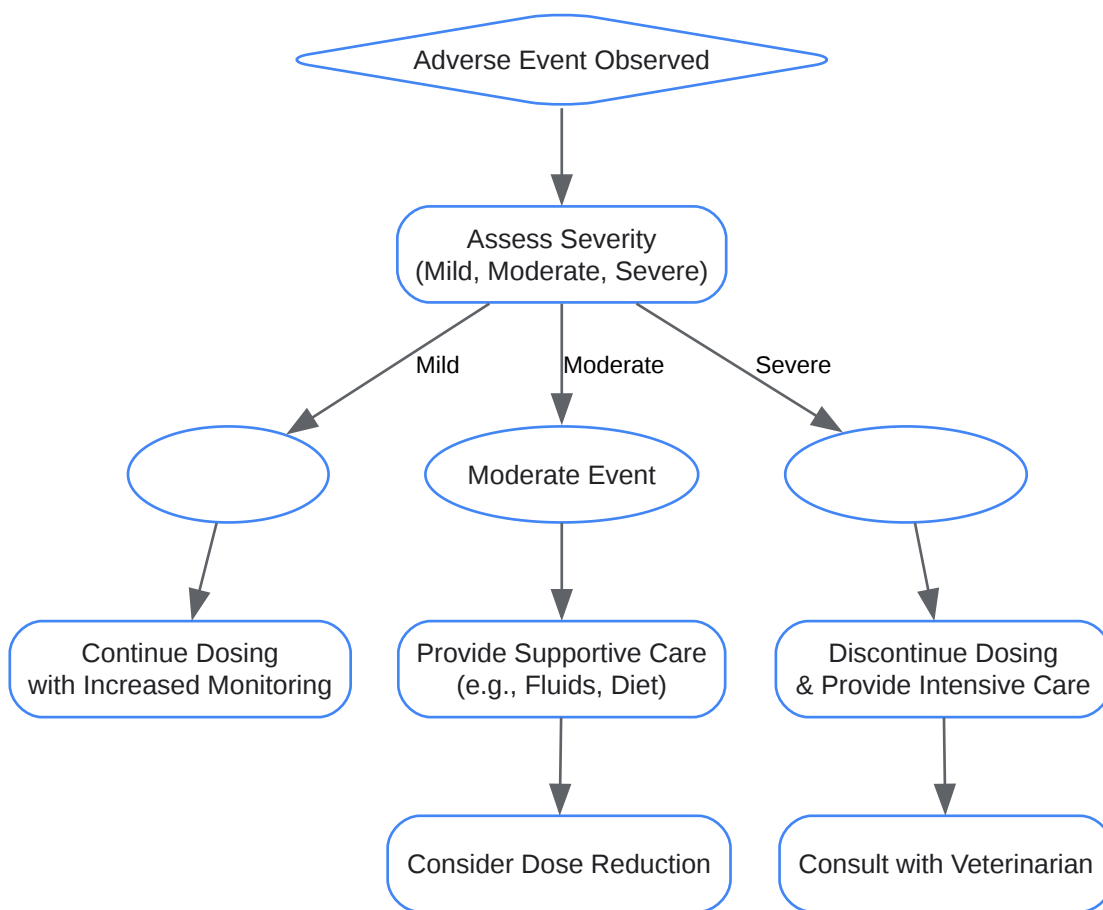 Adverse Event Observed
Assess Severity
(Mild, Moderate, Severe)
Mild
Moderate
Severe
Moderate Event
Continue Dosing
with Increased Monitoring
Provide Supportive Care
(e.g., Fluids, Diet)
Discontinue Dosing
& Provide Intensive Care
Consider Dose Reduction
Consult with Veterinarian